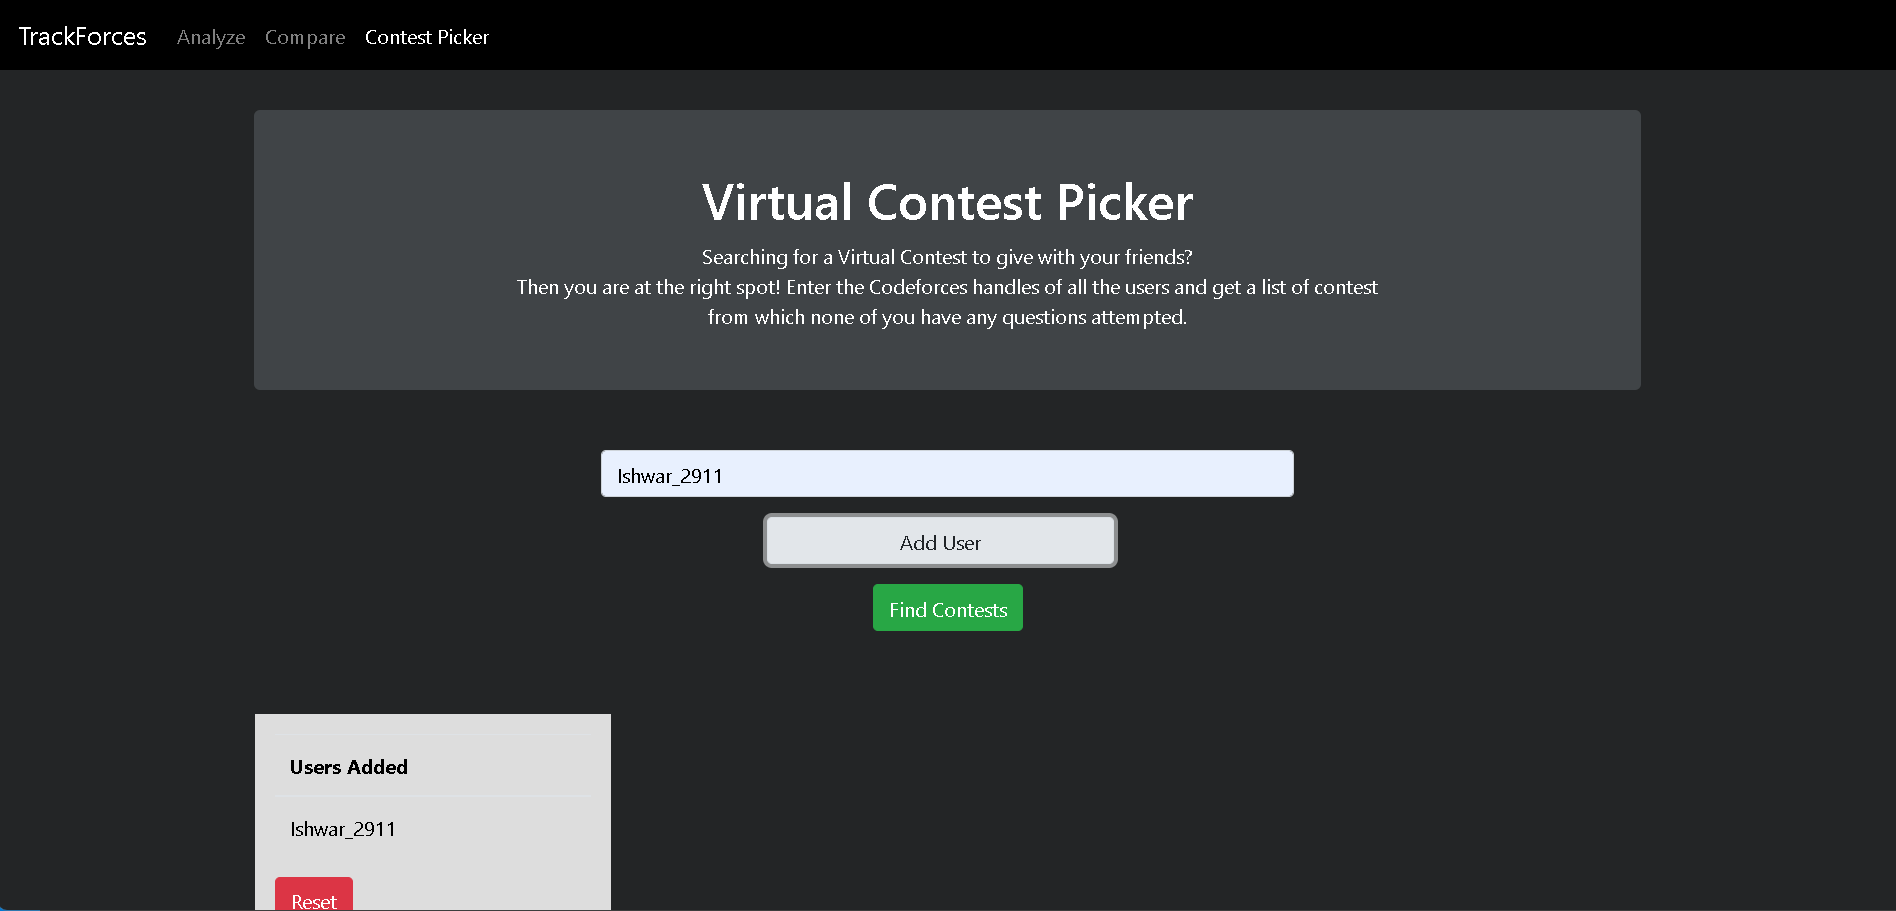 TrackForces Analyze Compare Contest Picker
Virtual Contest Picker
Searching for a Virtual Contest to give with your friends?
Then you are at the right spot! Enter the Codeforces handles of all the users and get a list of contest
from which none of you have any questions attempted.
Ishwar_2911
Add User
Find Contests
Users Added
Ishwar_2911
Reset